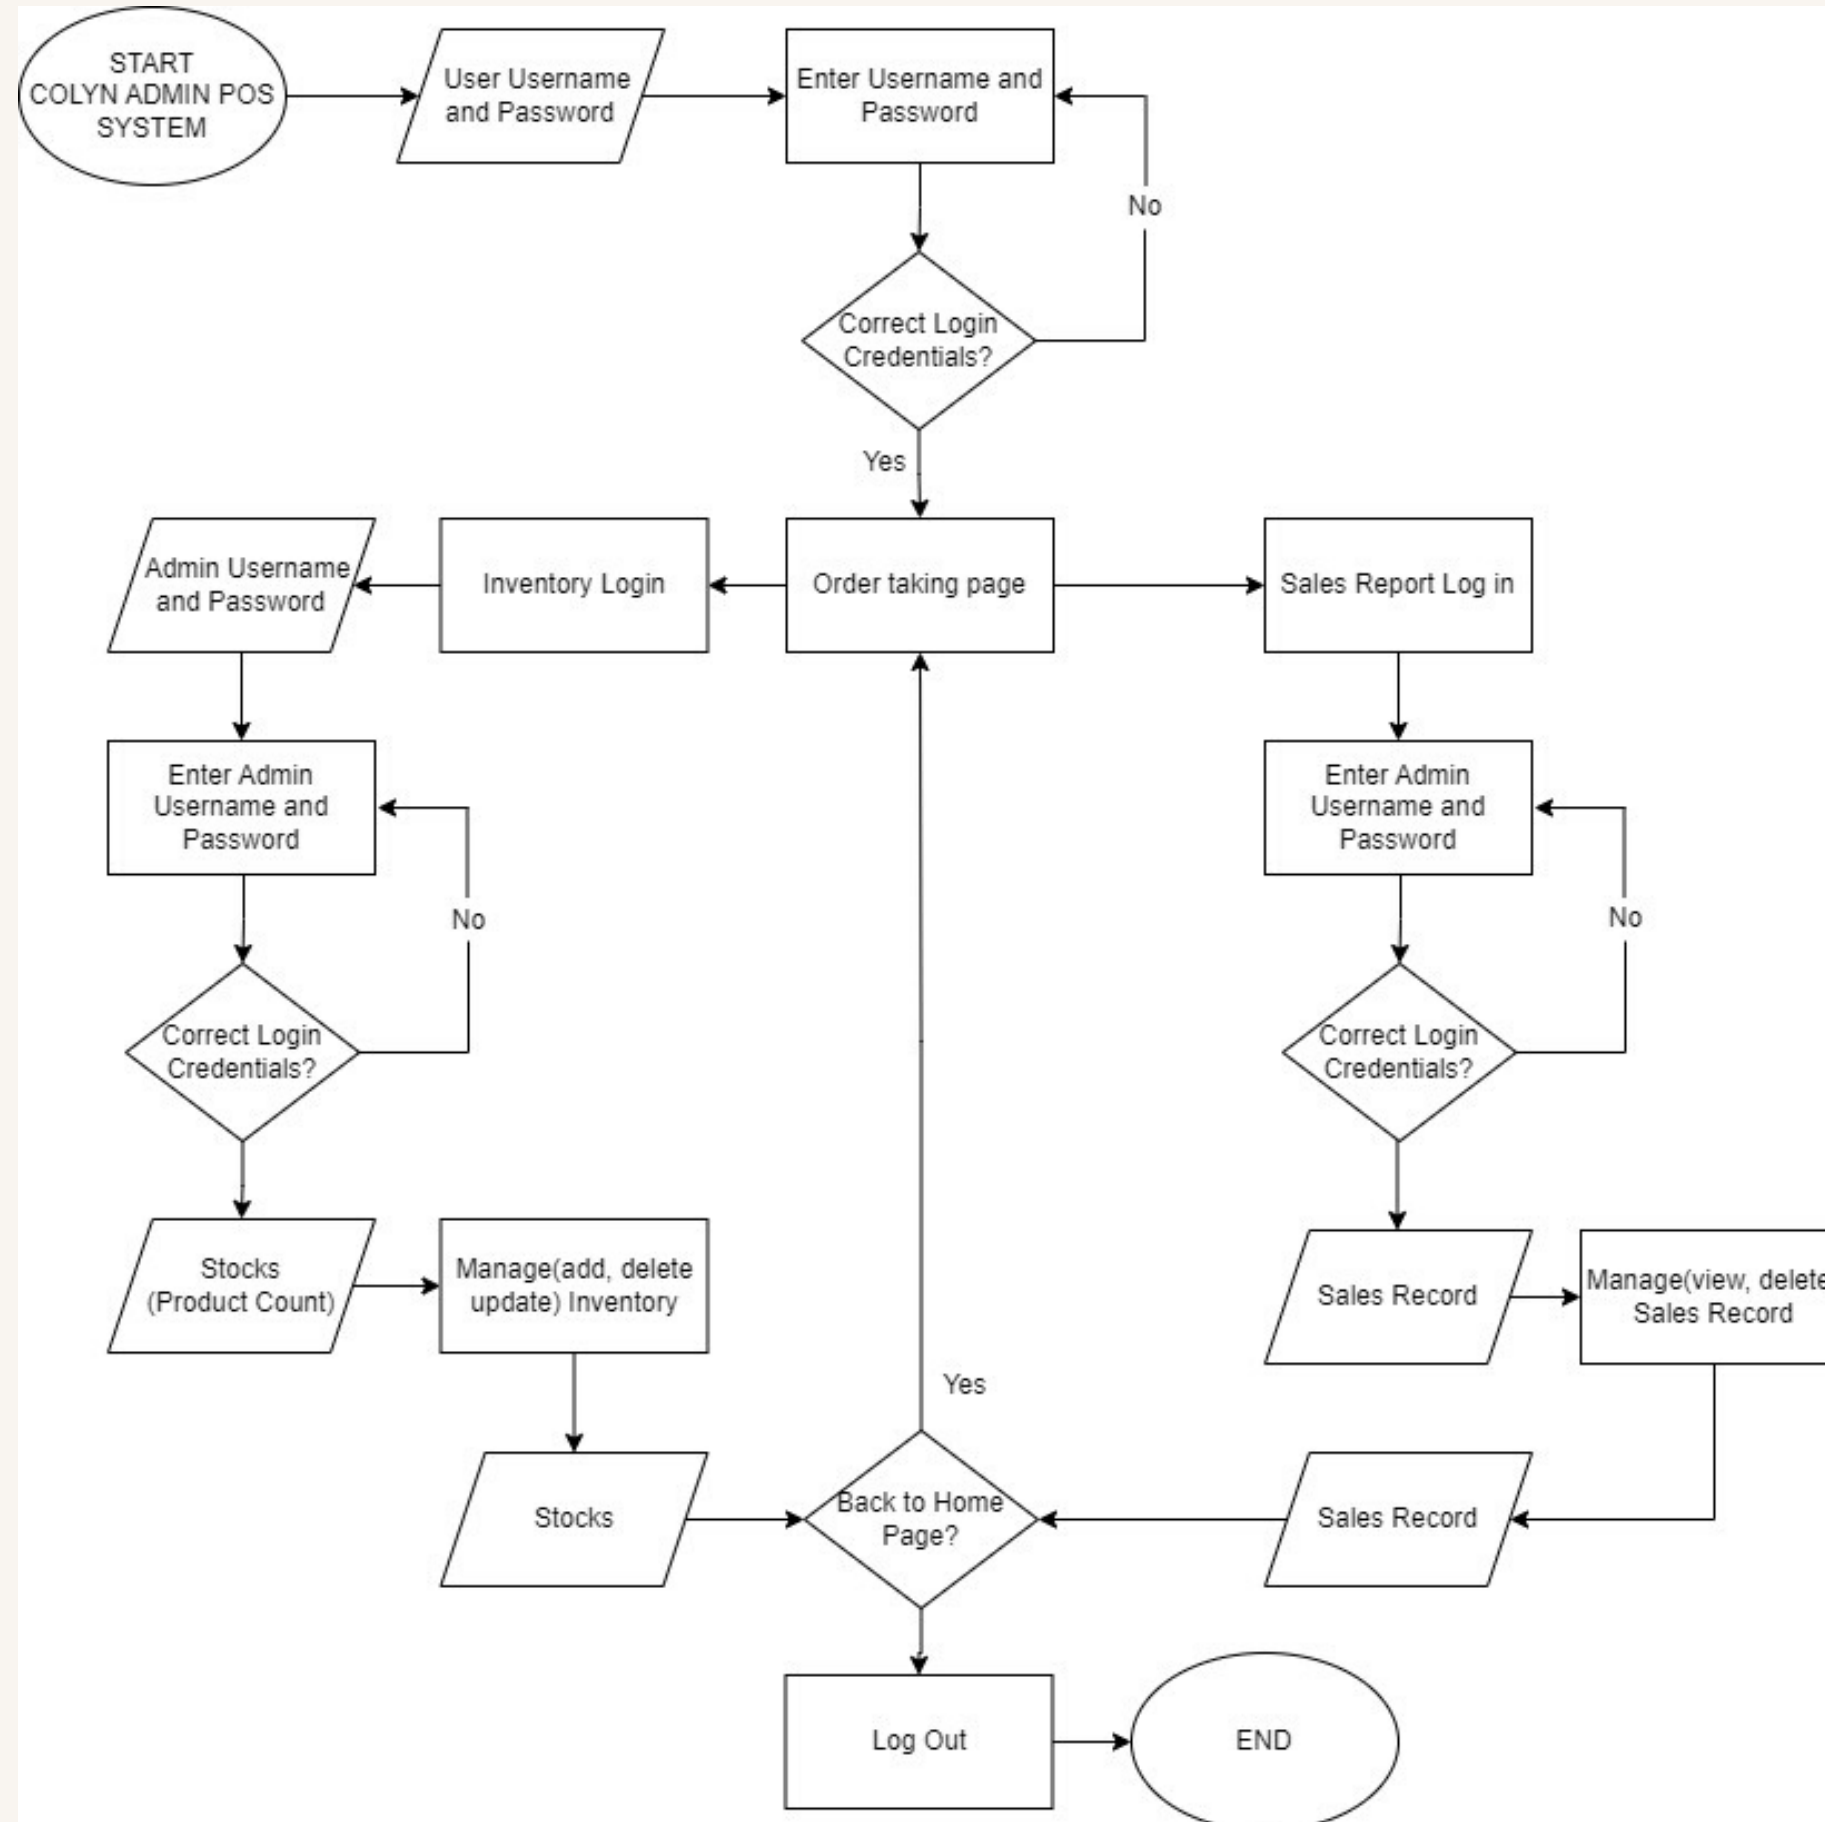 START
COLYN ADMIN POS
SYSTEM
User Username
and Password
Enter Username and
Password
No
Correct Login
Credentials?
Yes
Admin Username
and Password
Inventory Login
Order taking page
Sales Report Log in
Enter Admin
Username and
Password
Enter Admin
Username and
Password
No
No
Correct Login
Credentials?
Correct Login
Credentials?
Stocks
(Product Count)
Manage(add, delete
update) Inventory
Sales Record
Manage(view, delete
Sales Record
Yes
Stocks
Back to Home
Page?
Sales Record
Log Out
END